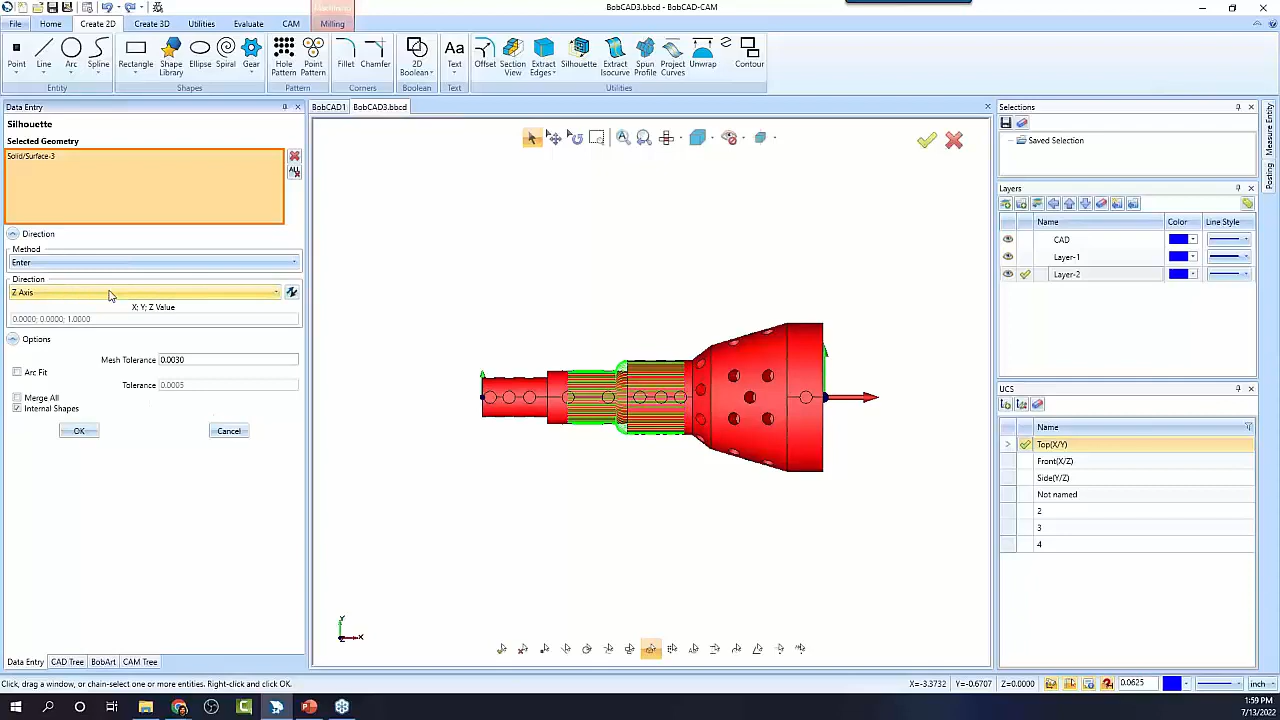 BobCAD3.bbcd - BobCAD-CAM
File Home Create 2D Create 3D Utilities Evaluate CAM Milling
Point Line Arc Spline Rectangle Shape Library Ellipse Spiral Gear Hole Pattern Point Pattern Fillet Chamfer 2D Boolean Text Offset Section View Extract Edges Silhouette Extract Isocurve Spun Profile Project Curves Unwrap Contour
Entity Shapes Pattern Corners Boolean Text Utilities
Data Entry
BobCAD1 BobCAD3.bbcd
Silhouette
Selected Geometry
Solid/Surface-3
ALL
Direction
Method
Enter
Direction
Z Axis
X; Y; Z Value
0.0000; 0.0000; 1.0000
Options
Mesh Tolerance 0.0030
Arc Fit
Tolerance 0.0005
Merge All
Internal Shapes
OK Cancel
Y
X
Selections
Saved Selection
Layers
Name Color Line Style
CAD
Layer-1
Layer-2
UCS
Name
Top(X/Y)
Front(X/Z)
Side(Y/Z)
Not named
2
3
4
Measure Entity
Posting
Data Entry CAD Tree BobArt CAM Tree
Click, drag a window, or chain-select one or more entities. Right-click and click OK.
X=-3.3732 Y=-0.6707 Z=0.0000 0.0625 inch
1:59 PM
7/13/2022